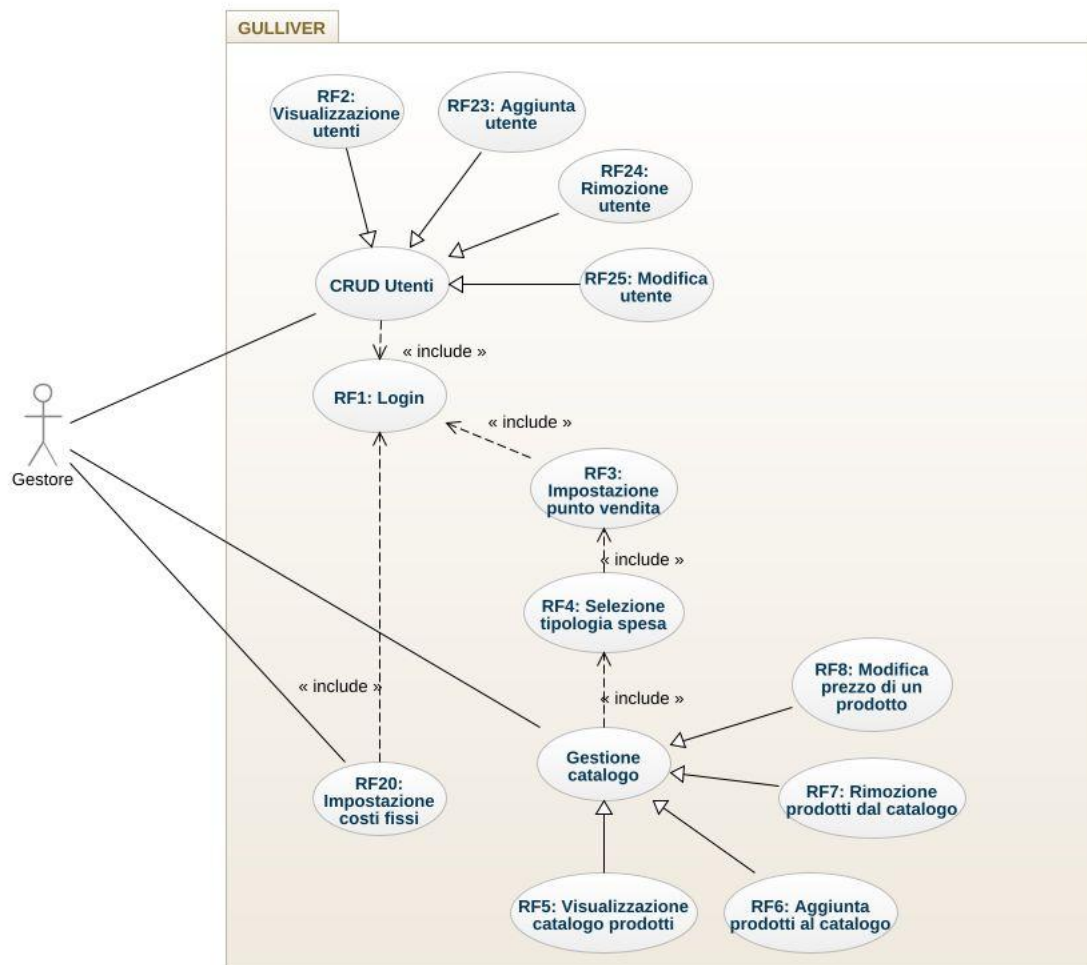 GULLIVER
RF2:
Visualizzazione
utenti
RF23: Aggiunta
utente
RF24:
Rimozione
utente
CRUD Utenti
RF25: Modifica
utente
« include »
RF1: Login
« include »
Gestore
RF3:
Impostazione
punto vendita
« include »
RF4: Selezione
tipologia spesa
« include »
« include »
RF8: Modifica
prezzo di un
prodotto
Gestione
catalogo
RF20:
Impostazione
costi fissi
RF7: Rimozione
prodotti dal catalogo
RF5: Visualizzazione
catalogo prodotti
RF6: Aggiunta
prodotti al catalogo